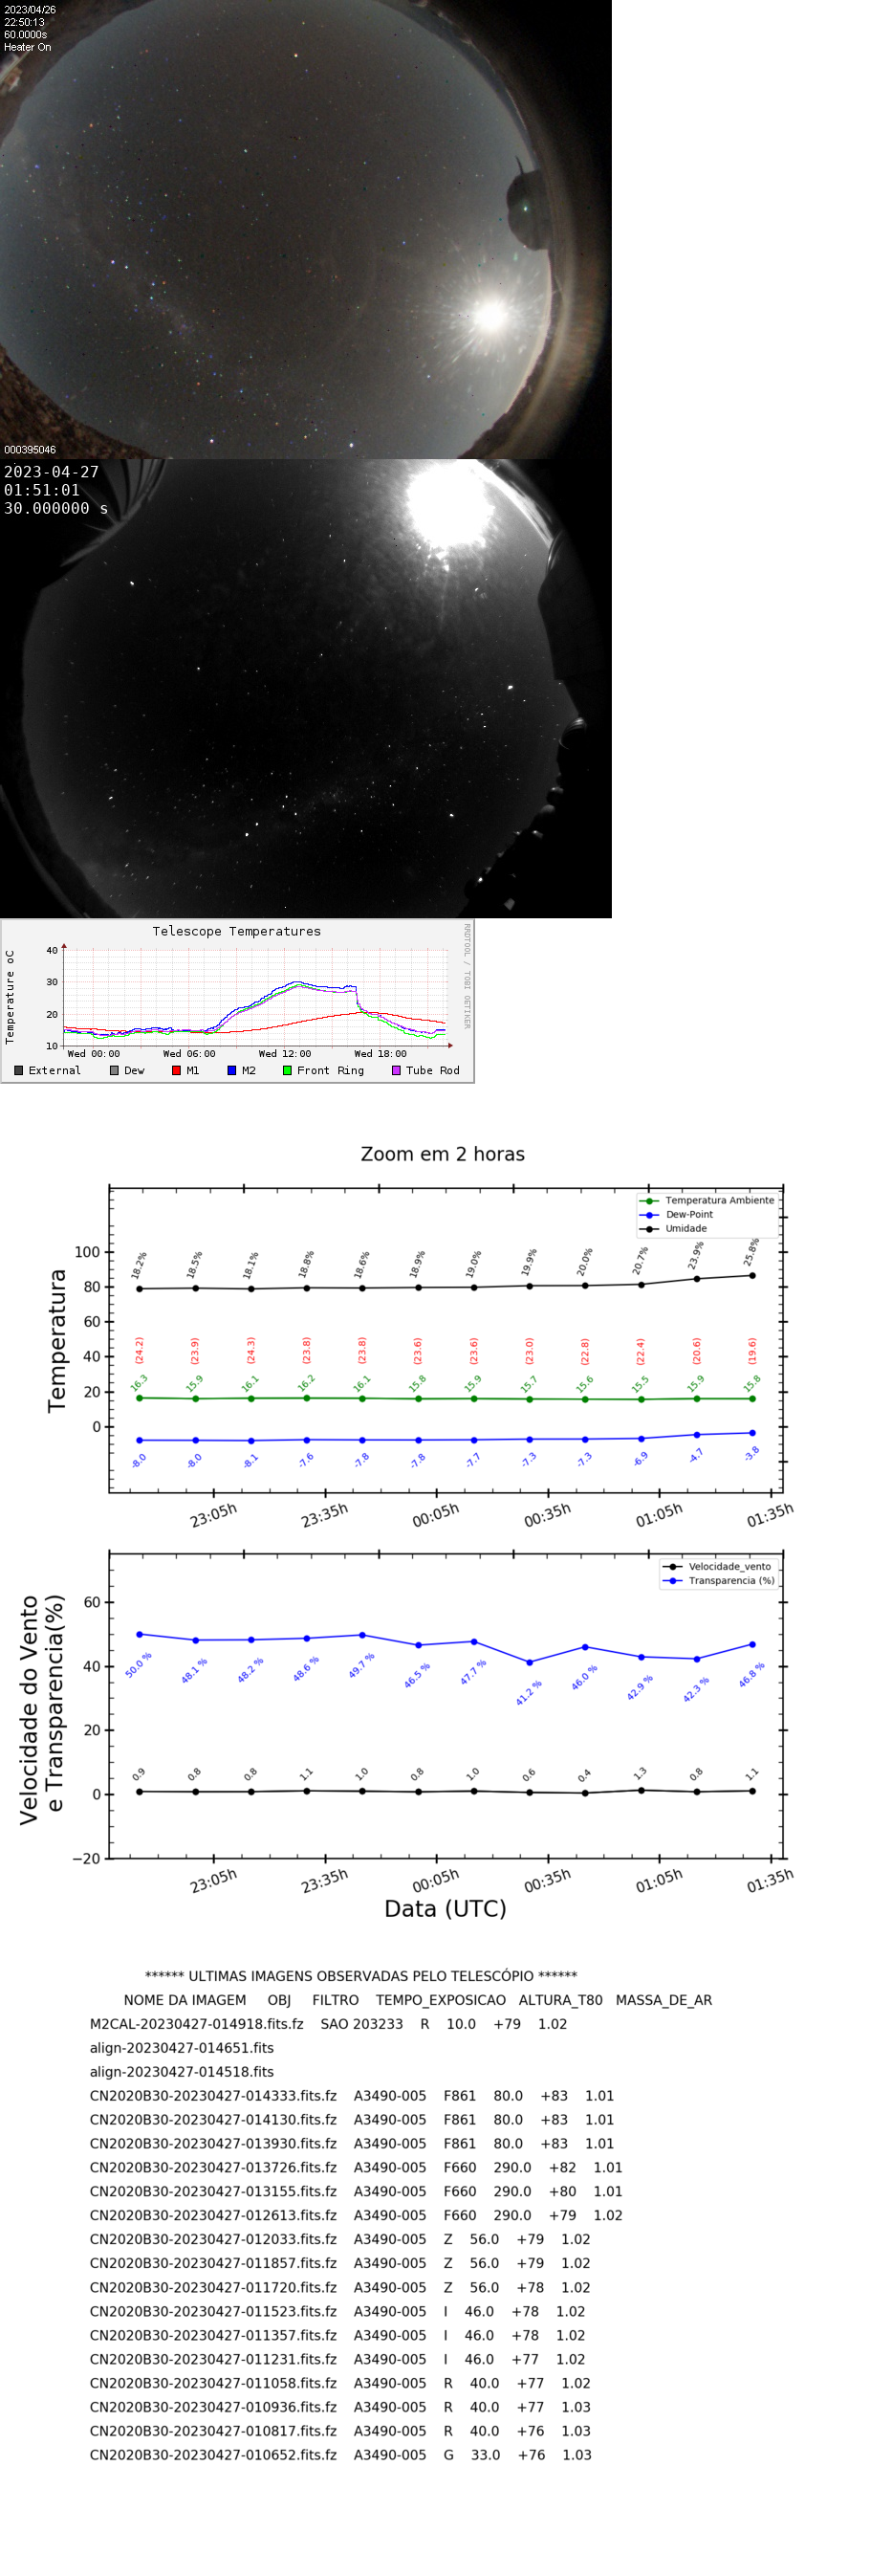 2023/04/26
22:50:13
60.0000s
Heater On
000395046
2023-04-27
01:51:01
30.000000 s
Telescope Temperatures
RRDTOOL / TOBI OETIKER
Temperature oC
40
30
20
10
Wed 00:00 Wed 06:00 Wed 12:00 Wed 18:00
External Dew M1 M2 Front Ring Tube Rod
Zoom em 2 horas
Temperatura Ambiente
Dew-Point
Umidade
Temperatura
100
80
60
40
20
0
18.2% 18.5% 18.1% 18.8% 18.6% 18.9% 19.0% 19.9% 20.0% 20.7% 23.9% 25.8%
(24.2) (23.9) (24.3) (23.8) (23.8) (23.6) (23.6) (23.0) (22.8) (22.4) (20.6) (19.6)
16.3 15.9 16.1 16.2 16.1 15.8 15.9 15.7 15.6 15.5 15.9 15.8
-8.0 -8.0 -8.1 -7.6 -7.8 -7.8 -7.7 -7.3 -7.3 -6.9 -4.7 -3.8
23:05h 23:35h 00:05h 00:35h 01:05h 01:35h
Velocidade_vento
Transparencia (%)
Velocidade do Vento
e Transparencia(%)
60
40
20
0
−20
50.0 % 48.1 % 48.2 % 48.6 % 49.7 % 46.5 % 47.7 % 41.2 % 46.0 % 42.9 % 42.3 % 46.8 %
0.9 0.8 0.8 1.1 1.0 0.8 1.0 0.6 0.4 1.3 0.8 1.1
23:05h 23:35h 00:05h 00:35h 01:05h 01:35h
Data (UTC)
****** ULTIMAS IMAGENS OBSERVADAS PELO TELESCÓPIO ******
NOME DA IMAGEM OBJ FILTRO TEMPO_EXPOSICAO ALTURA_T80 MASSA_DE_AR
M2CAL-20230427-014918.fits.fz SAO 203233 R 10.0 +79 1.02
align-20230427-014651.fits
align-20230427-014518.fits
CN2020B30-20230427-014333.fits.fz A3490-005 F861 80.0 +83 1.01
CN2020B30-20230427-014130.fits.fz A3490-005 F861 80.0 +83 1.01
CN2020B30-20230427-013930.fits.fz A3490-005 F861 80.0 +83 1.01
CN2020B30-20230427-013726.fits.fz A3490-005 F660 290.0 +82 1.01
CN2020B30-20230427-013155.fits.fz A3490-005 F660 290.0 +80 1.01
CN2020B30-20230427-012613.fits.fz A3490-005 F660 290.0 +79 1.02
CN2020B30-20230427-012033.fits.fz A3490-005 Z 56.0 +79 1.02
CN2020B30-20230427-011857.fits.fz A3490-005 Z 56.0 +79 1.02
CN2020B30-20230427-011720.fits.fz A3490-005 Z 56.0 +78 1.02
CN2020B30-20230427-011523.fits.fz A3490-005 I 46.0 +78 1.02
CN2020B30-20230427-011357.fits.fz A3490-005 I 46.0 +78 1.02
CN2020B30-20230427-011231.fits.fz A3490-005 I 46.0 +77 1.02
CN2020B30-20230427-011058.fits.fz A3490-005 R 40.0 +77 1.02
CN2020B30-20230427-010936.fits.fz A3490-005 R 40.0 +77 1.03
CN2020B30-20230427-010817.fits.fz A3490-005 R 40.0 +76 1.03
CN2020B30-20230427-010652.fits.fz A3490-005 G 33.0 +76 1.03